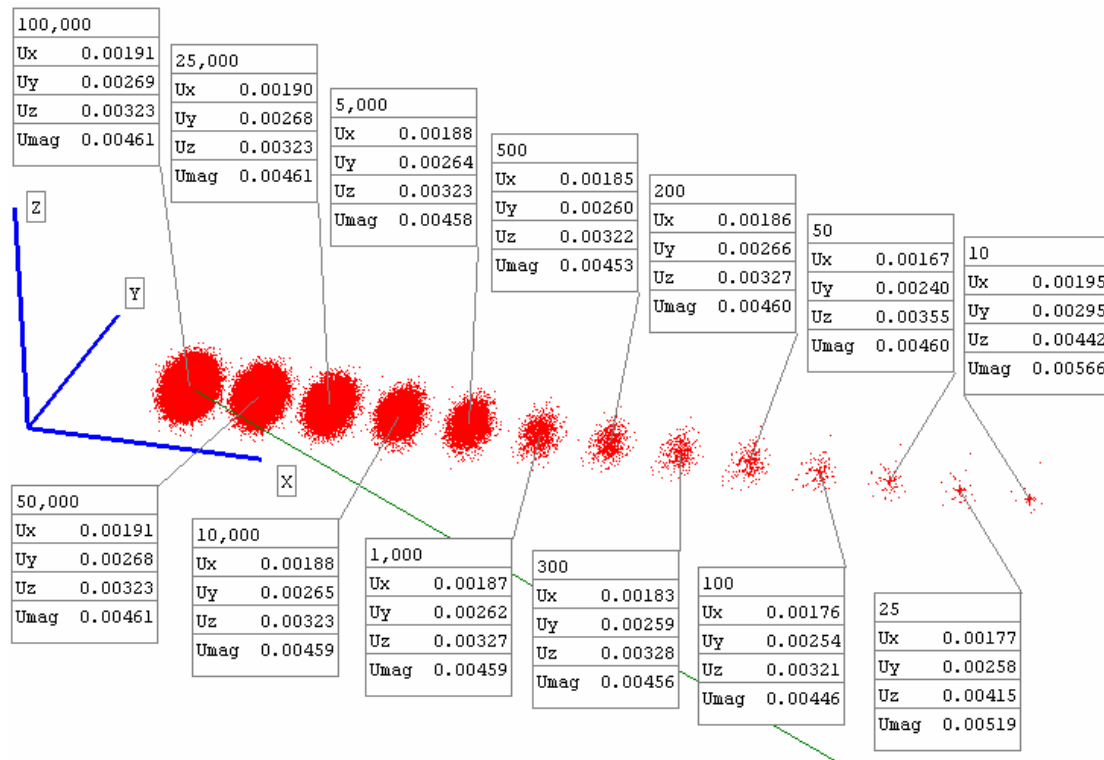 100,000
Ux 0.00191
Uy 0.00269
Uz 0.00323
Umag 0.00461
25,000
Ux 0.00190
Uy 0.00268
Uz 0.00323
Umag 0.00461
5,000
Ux 0.00188
Uy 0.00264
Uz 0.00323
Umag 0.00458
500
Ux 0.00185
Uy 0.00260
Uz 0.00322
Umag 0.00453
200
Ux 0.00186
Uy 0.00266
Uz 0.00327
Umag 0.00460
50
Ux 0.00167
Uy 0.00240
Uz 0.00355
Umag 0.00460
10
Ux 0.00195
Uy 0.00295
Uz 0.00442
Umag 0.00566
Z
Y
X
50,000
Ux 0.00191
Uy 0.00268
Uz 0.00323
Umag 0.00461
10,000
Ux 0.00188
Uy 0.00265
Uz 0.00323
Umag 0.00459
1,000
Ux 0.00187
Uy 0.00262
Uz 0.00327
Umag 0.00459
300
Ux 0.00183
Uy 0.00259
Uz 0.00328
Umag 0.00456
100
Ux 0.00176
Uy 0.00254
Uz 0.00321
Umag 0.00446
25
Ux 0.00177
Uy 0.00258
Uz 0.00415
Umag 0.00519